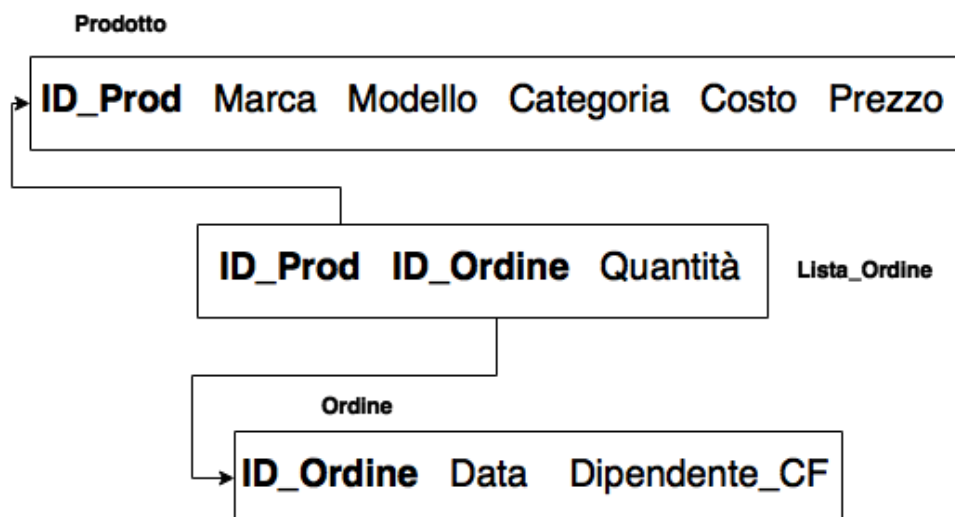 Prodotto
ID_Prod Marca Modello Categoria Costo Prezzo
ID_Prod ID_Ordine Quantità
Lista_Ordine
Ordine
ID_Ordine Data Dipendente_CF